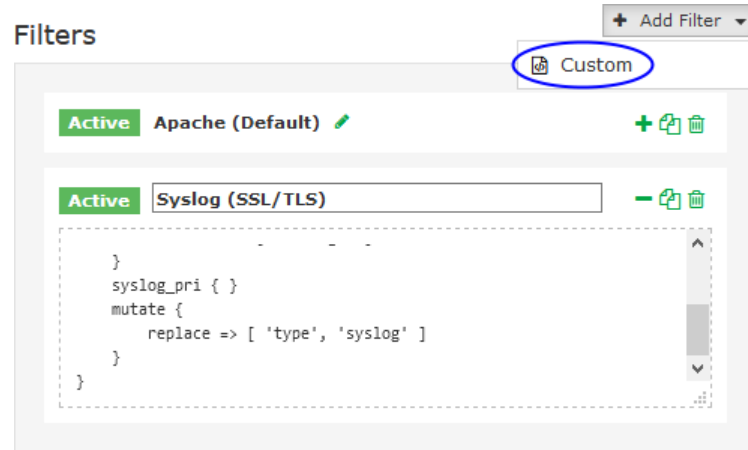 Filters
Add Filter
Custom
Active Apache (Default)
Active Syslog (SSL/TLS)
}
syslog_pri { }
mutate {
replace => [ 'type', 'syslog' ]
}
}